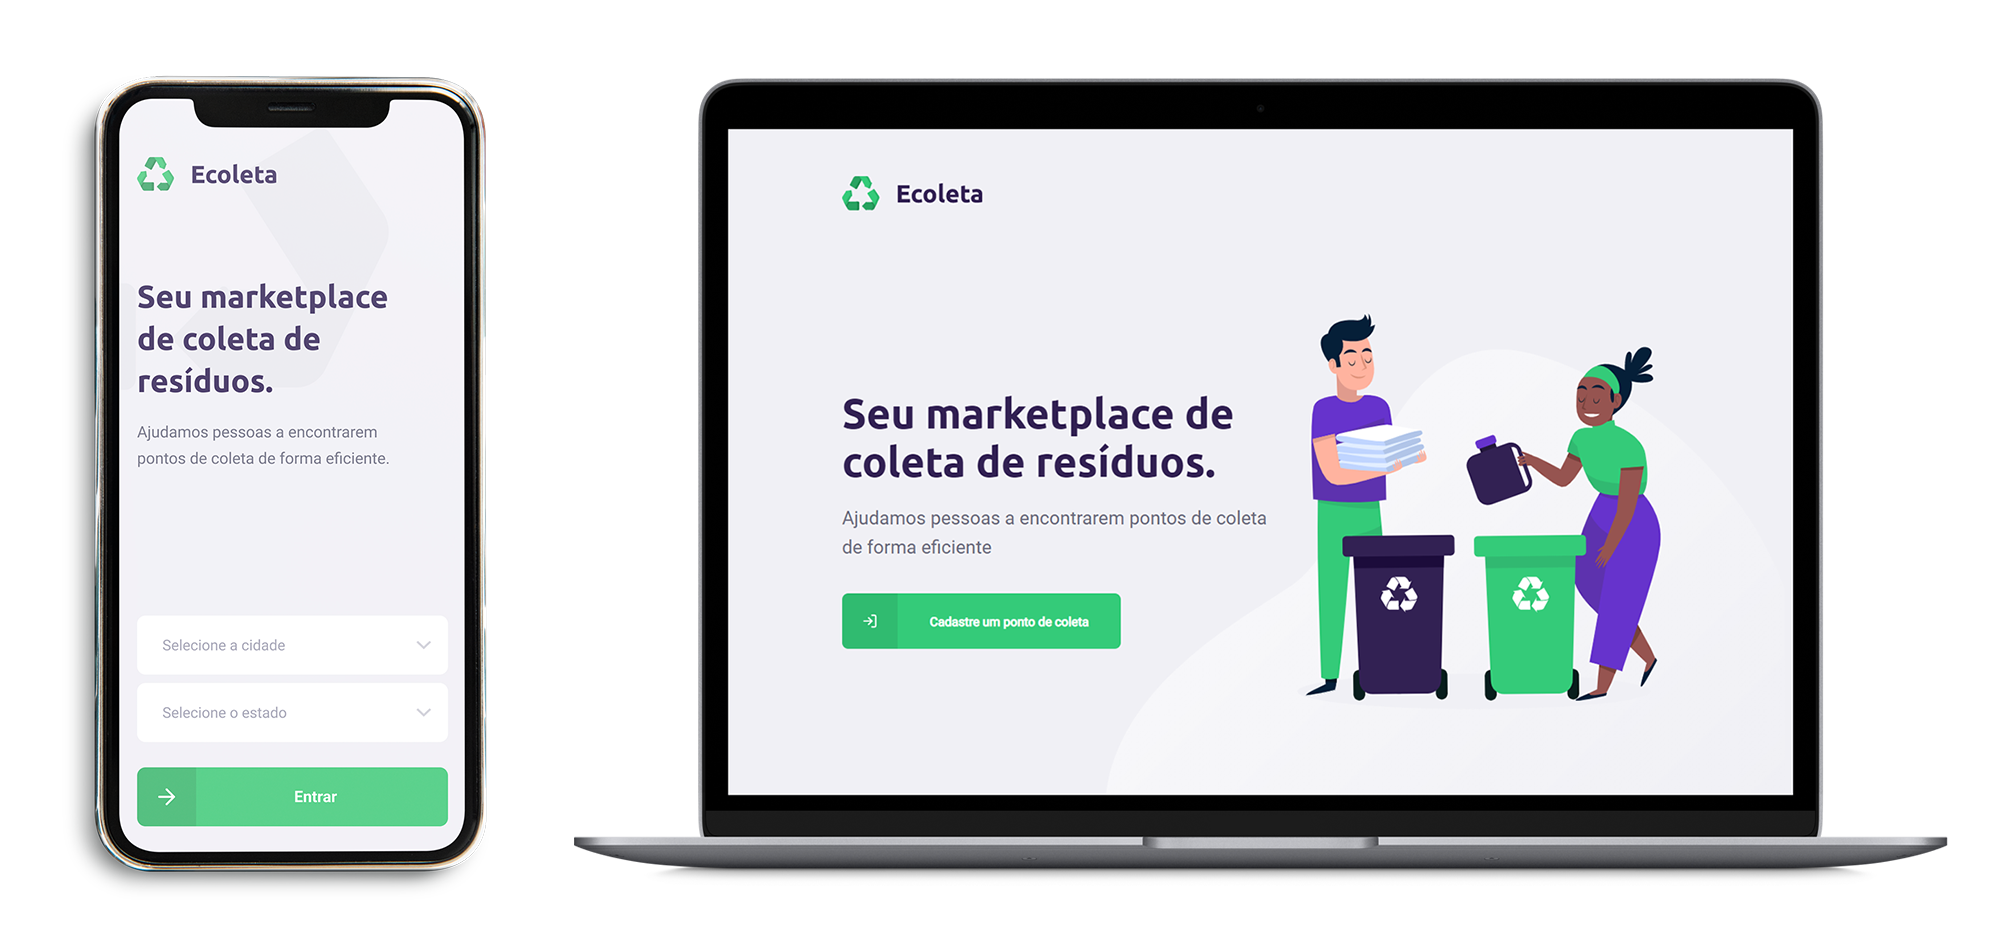 Ecoleta
Seu marketplace
de coleta de
resíduos.
Ajudamos pessoas a encontrarem
pontos de coleta de forma eficiente.
Selecione a cidade
Selecione o estado
Entrar
Ecoleta
Seu marketplace de
coleta de resíduos.
Ajudamos pessoas a encontrarem pontos de coleta
de forma eficiente
Cadastre um ponto de coleta